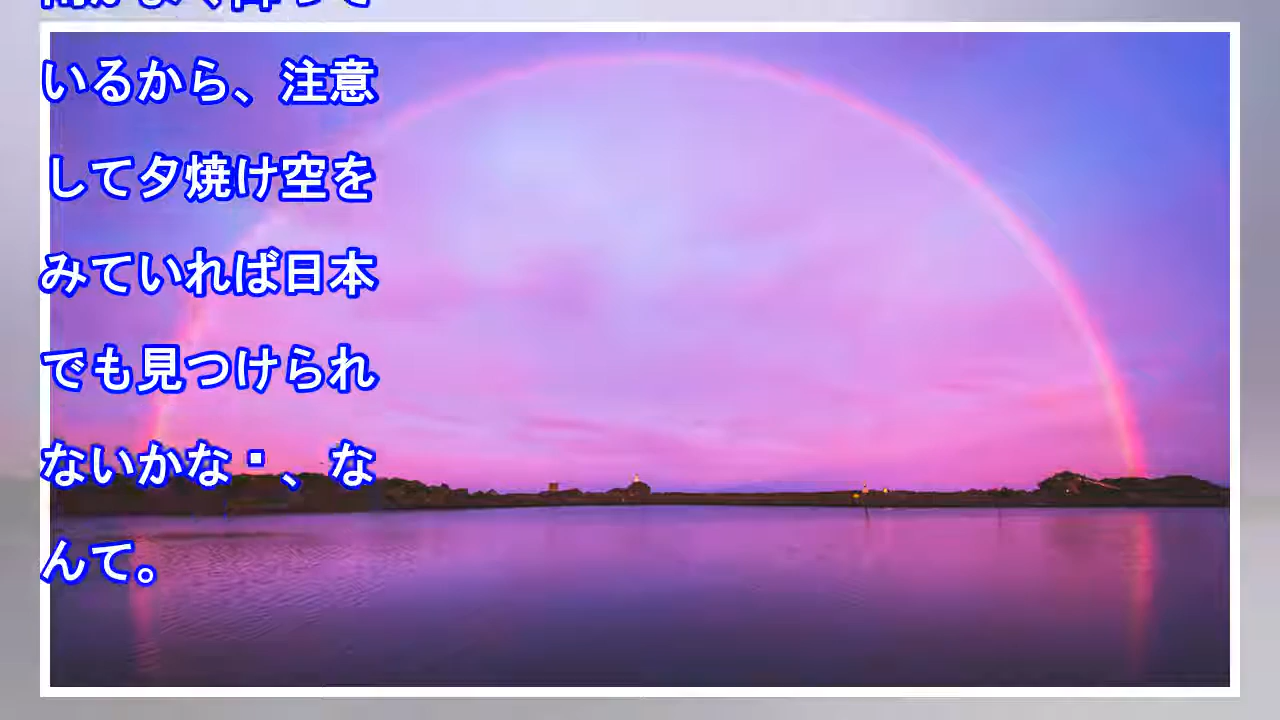 いるから、注意
して夕焼け空を
みていれば日本
でも見つけられ
ないかな・、な
んて。